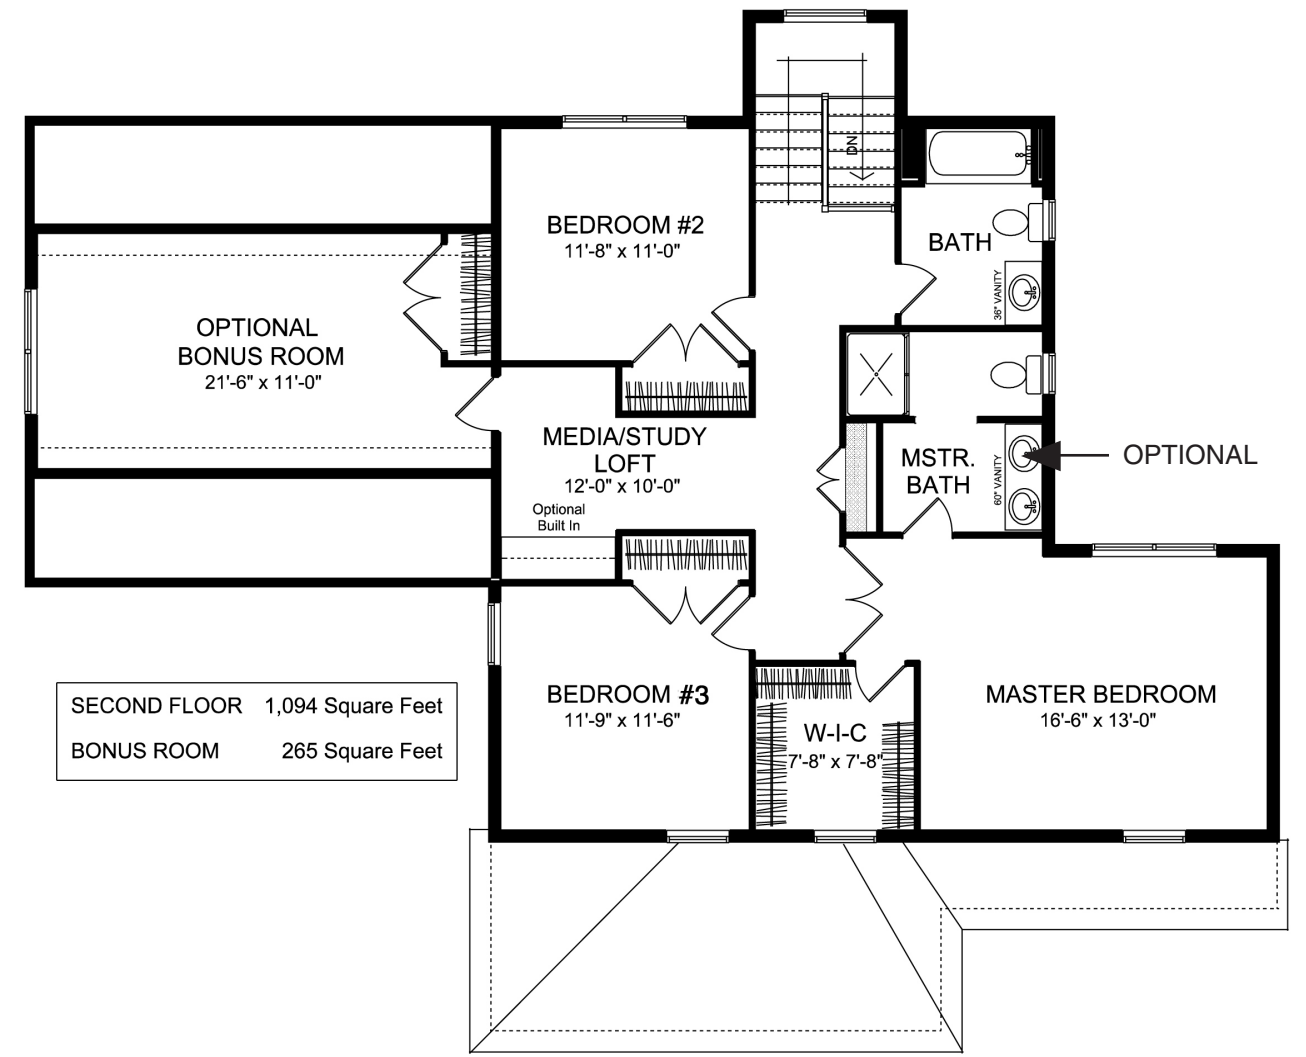 DN
BEDROOM #2
11'-8" x 11'-0"
BATH
36" VANITY
OPTIONAL
BONUS ROOM
21'-6" x 11'-0"
MEDIA/STUDY
LOFT
12'-0" x 10'-0"
Optional
Built In
MSTR.
BATH
60" VANITY
OPTIONAL
BEDROOM #3
11'-9" x 11'-6"
W-I-C
7'-8" x 7'-8"
MASTER BEDROOM
16'-6" x 13'-0"
SECOND FLOOR 1,094 Square Feet
BONUS ROOM 265 Square Feet